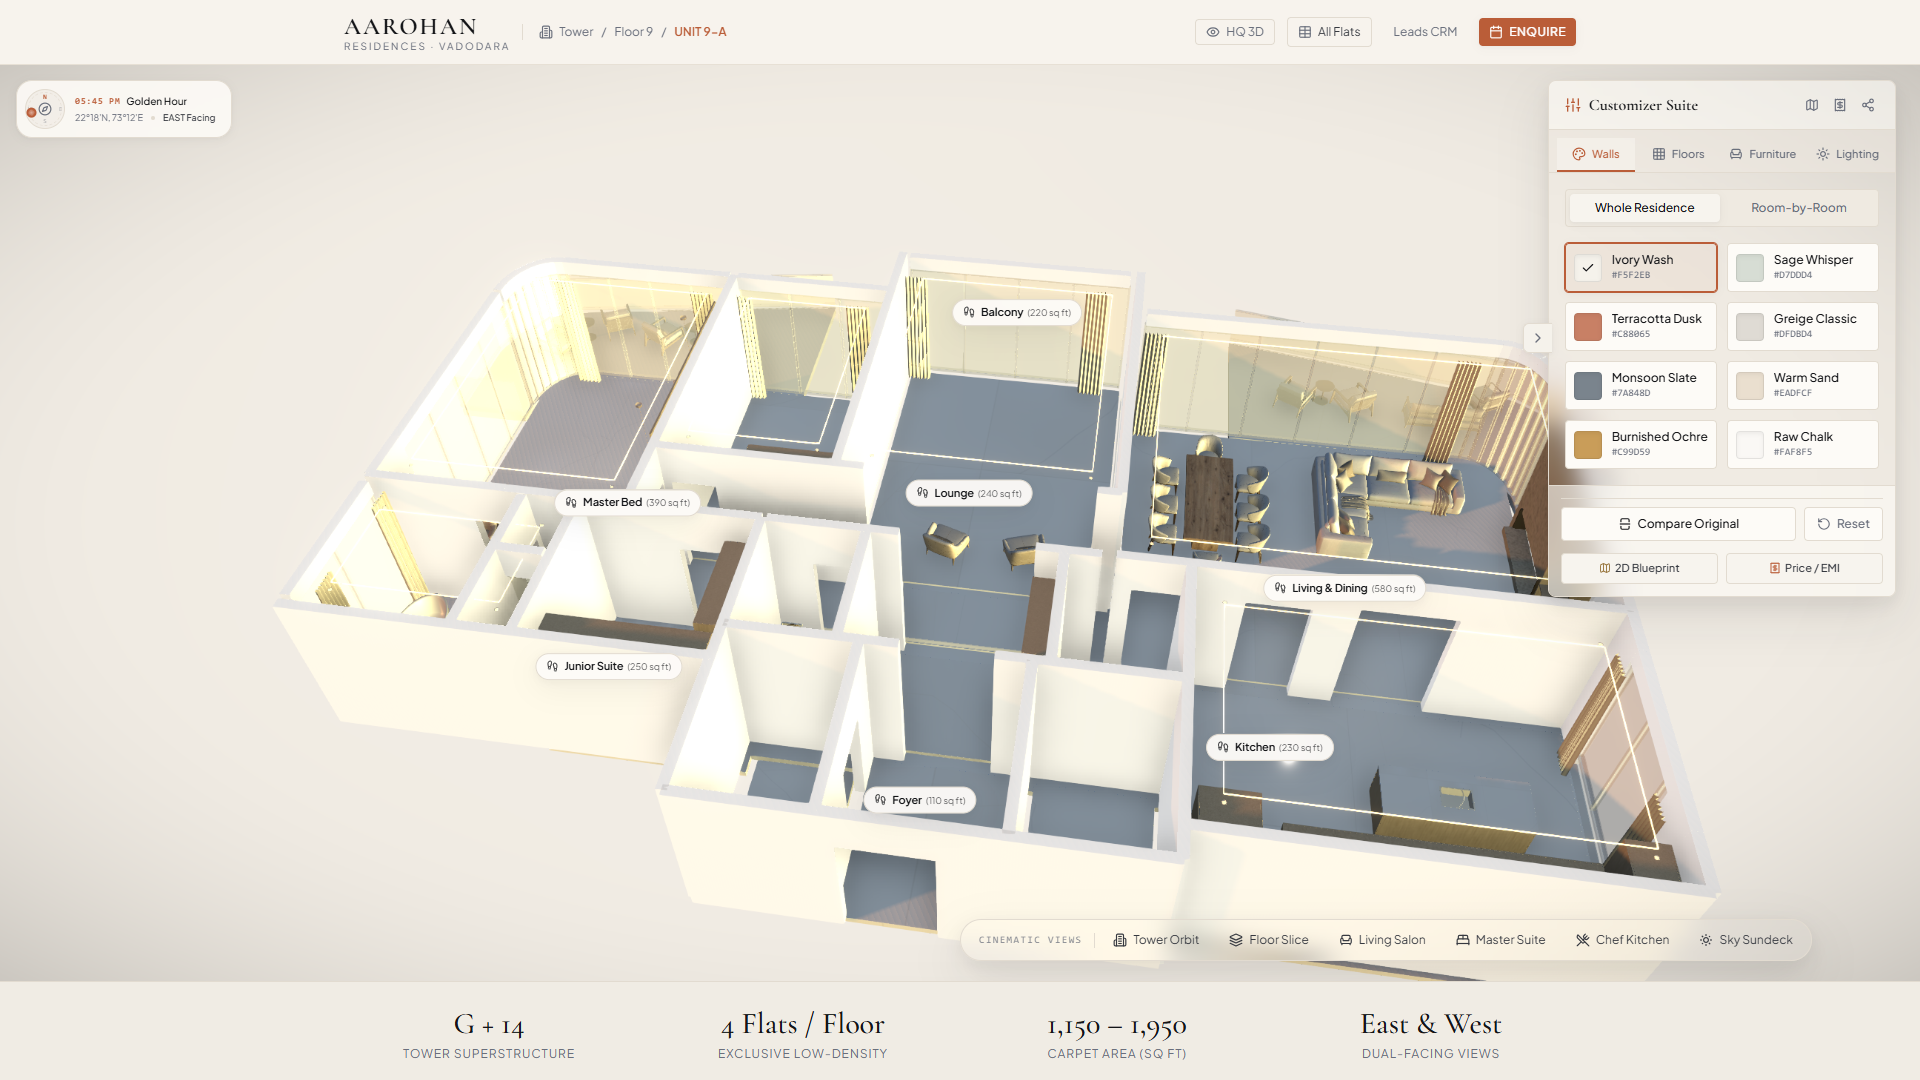 AAROHAN
RESIDENCES · VADODARA
Tower / Floor 9 / UNIT 9-A
HQ 3D
All Flats
Leads CRM
ENQUIRE
N
05:45 PM Golden Hour
22°18'N, 73°12'E EAST Facing
Customizer Suite
Walls
Floors
Furniture
Lighting
Whole Residence
Room-by-Room
Ivory Wash
#F5F2EB
Sage Whisper
#D7DDD4
Terracotta Dusk
#C88065
Greige Classic
#DFDBD4
Monsoon Slate
#7A848D
Warm Sand
#EADFCF
Burnished Ochre
#C99D59
Raw Chalk
#FAF8F5
Compare Original
Reset
2D Blueprint
Price / EMI
Balcony (220 sq ft)
Lounge (240 sq ft)
Master Bed (390 sq ft)
Living & Dining (580 sq ft)
Junior Suite (250 sq ft)
Kitchen (230 sq ft)
Foyer (110 sq ft)
CINEMATIC VIEWS
Tower Orbit
Floor Slice
Living Salon
Master Suite
Chef Kitchen
Sky Sundeck
G + 14
TOWER SUPERSTRUCTURE
4 Flats / Floor
EXCLUSIVE LOW-DENSITY
1,150 – 1,950
CARPET AREA (SQ FT)
East & West
DUAL-FACING VIEWS